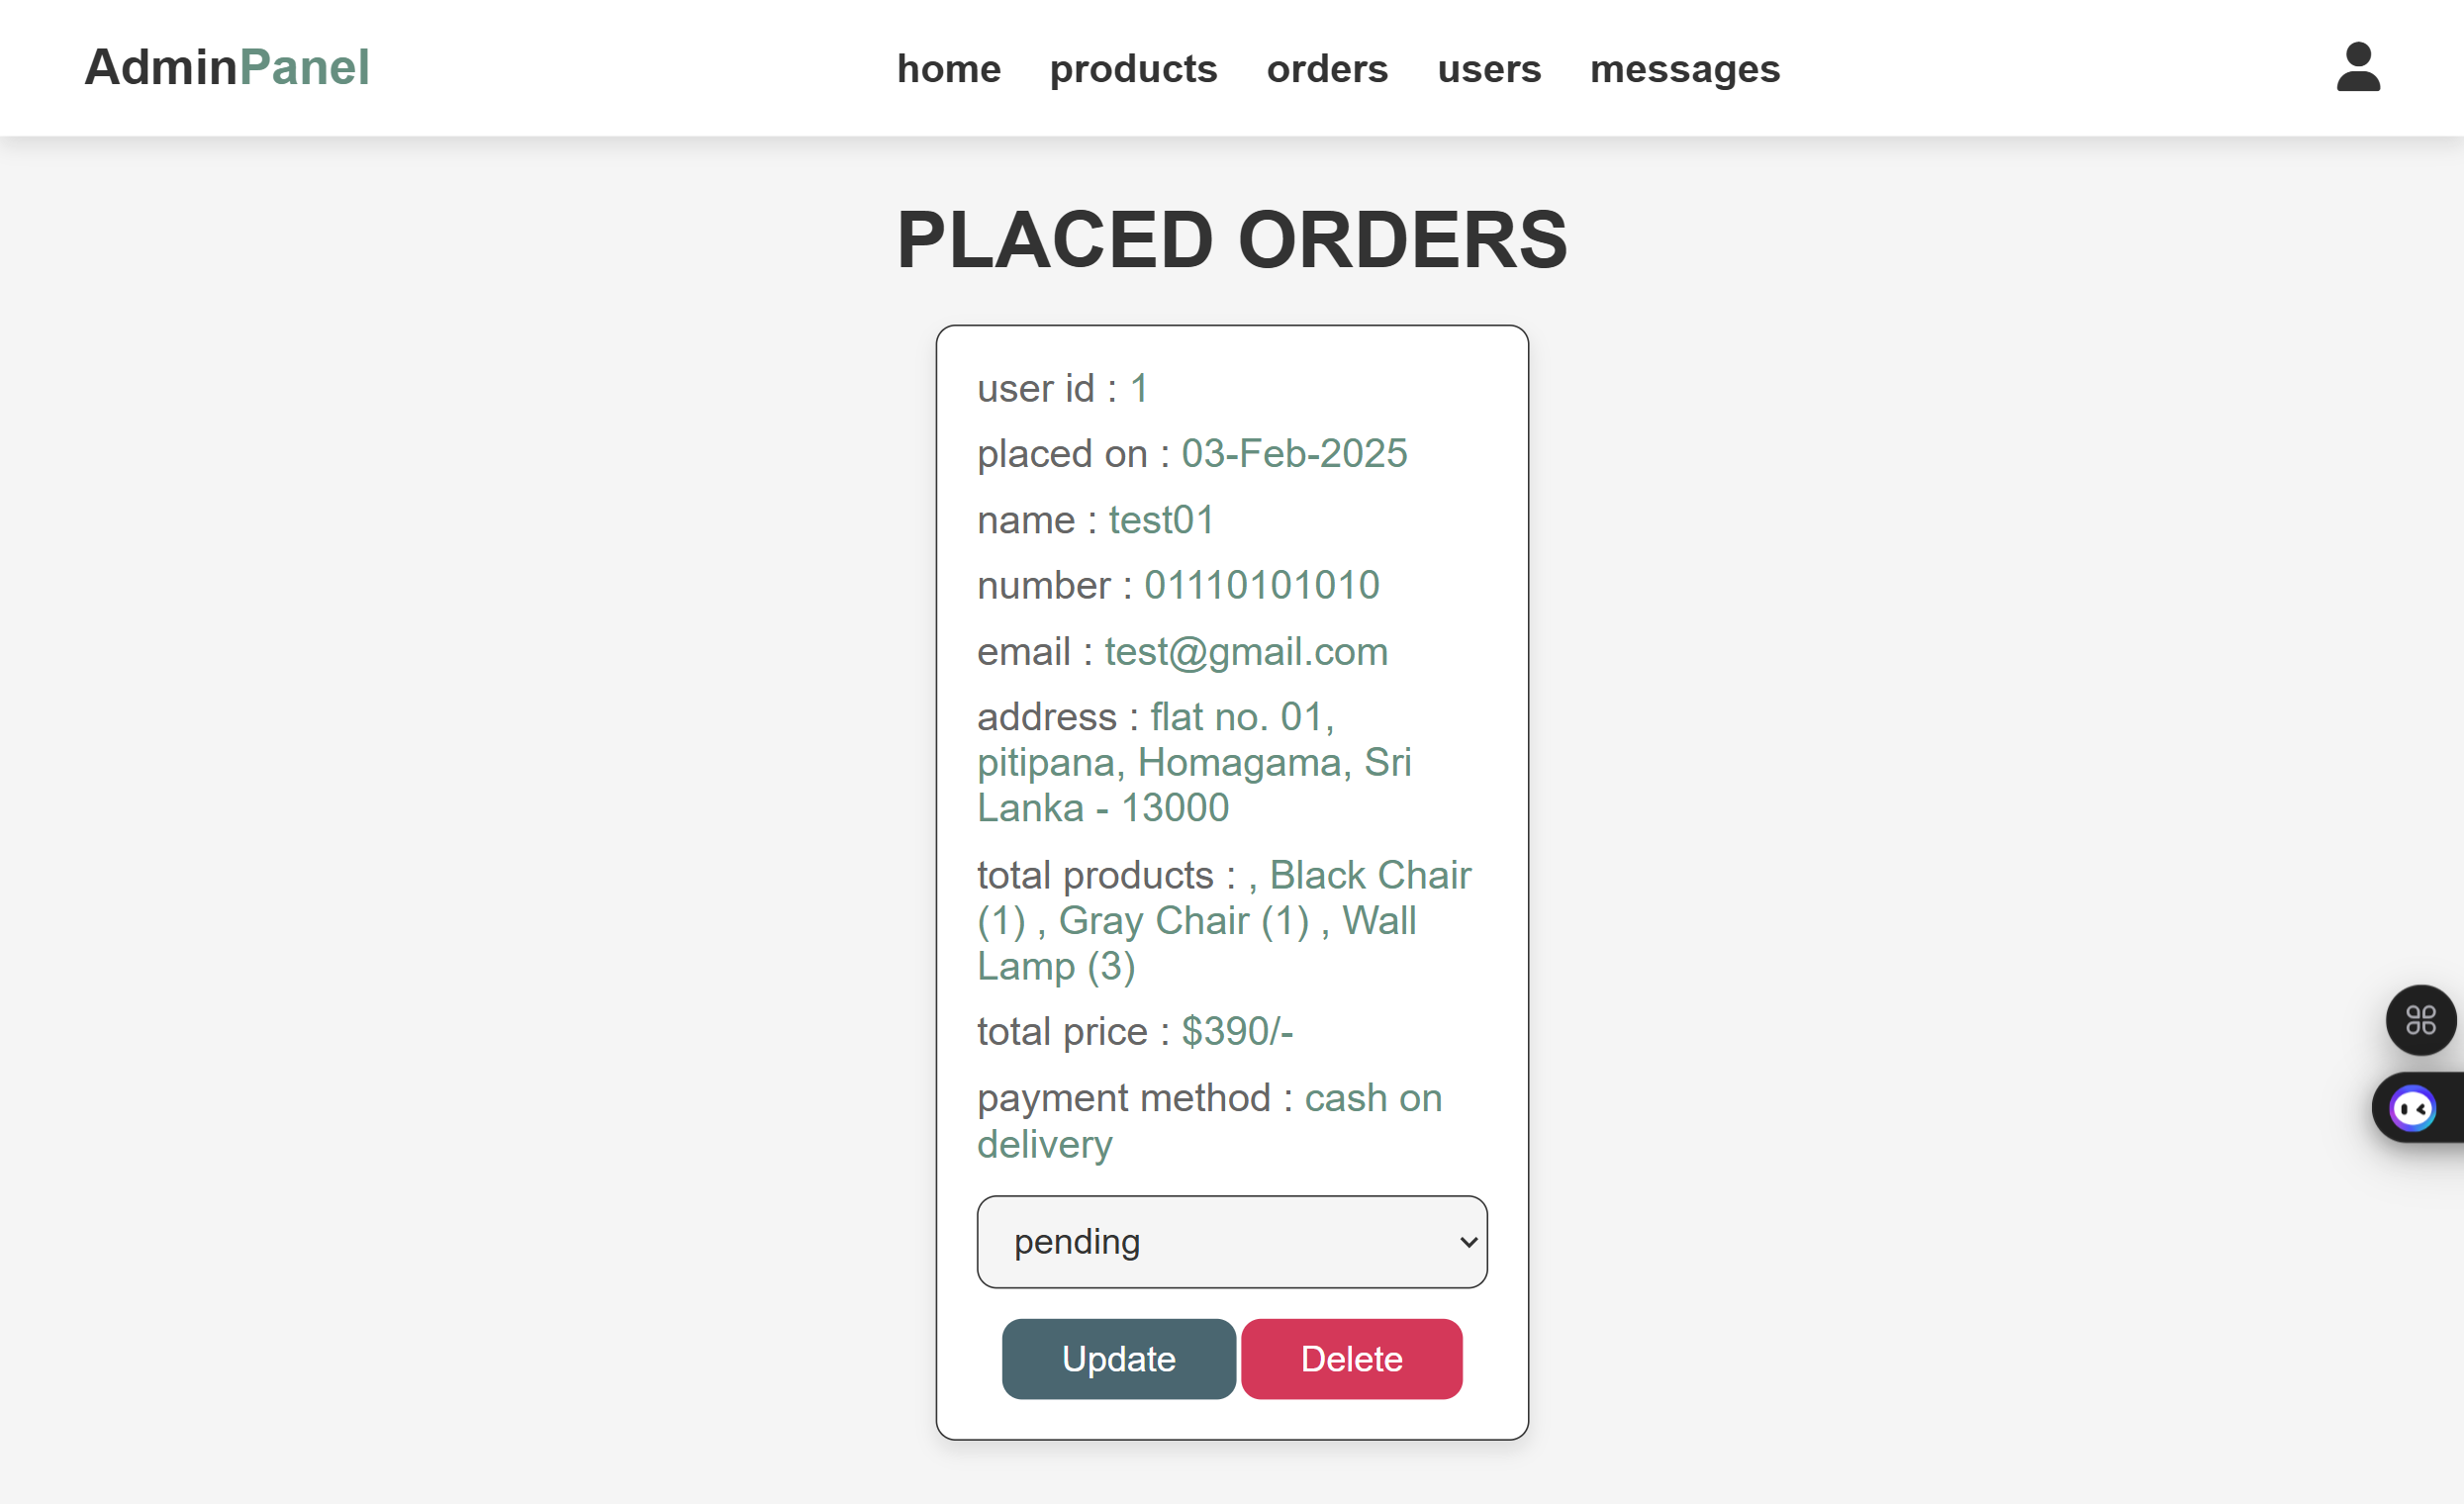 AdminPanel
home products orders users messages
PLACED ORDERS
user id : 1
placed on : 03-Feb-2025
name : test01
number : 01110101010
email : test@gmail.com
address : flat no. 01,
pitipana, Homagama, Sri
Lanka - 13000
total products : , Black Chair
(1) , Gray Chair (1) , Wall
Lamp (3)
total price : $390/-
payment method : cash on
delivery
pending
Update Delete